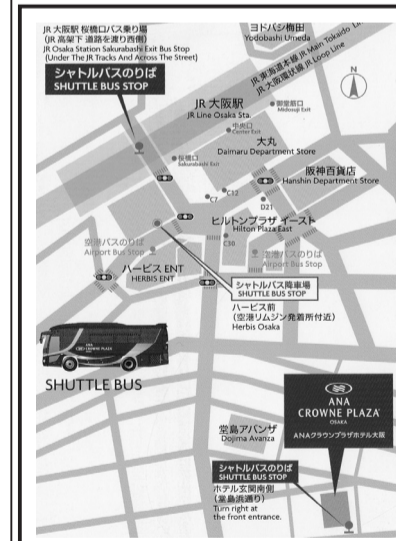 JR 大阪駅 桜橋口バス乗り場
(JR 高架下 道路を渡り西側)
JR Osaka Station Sakurabashi Exit Bus Stop
(Under The JR Tracks And Across The Street)
シャトルバスのりば
SHUTTLE BUS STOP
ヨドバシ梅田
Yodobashi Umeda
JR 東海道本線 JR Main Tokaido Line
JR 大阪環状線 JR Loop Line
N
JR 大阪駅
JR Line Osaka Sta.
御堂筋口
Midosuji Exit
中央口
Center Exit
大丸
Daimaru Department Store
桜橋口
Sakurabashi Exit
阪神百貨店
Hanshin Department Store
C12
C7
D21
ヒルトンプラザ イースト
Hilton Plaza East
C30
空港バスのりば
Airport Bus Stop
空港バスのりば
Airport Bus Stop
ハービス ENT
HERBIS ENT
シャトルバス降車場
SHUTTLE BUS STOP
ハービス前
(空港リムジン発着所付近)
Herbis Osaka
ANA
CROWNE PLAZA
SHUTTLE BUS
ANA
CROWNE PLAZA
OSAKA
ANAクラウンプラザホテル大阪
堂島アバンザ
Dojima Avanza
シャトルバスのりば
SHUTTLE BUS STOP
ホテル玄関南側
(堂島浜通り)
Turn right at
the front entrance.